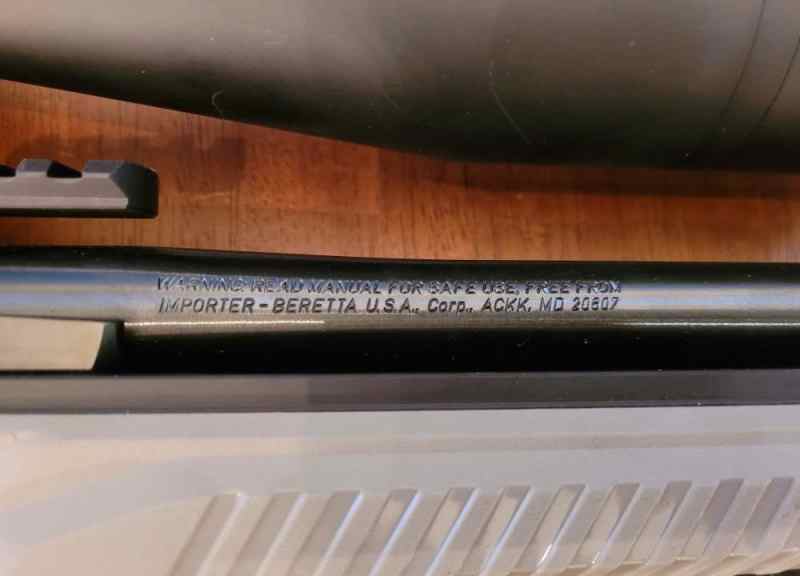 WARNING: READ MANUAL FOR SAFE USE, FREE FROM
IMPORTER - BERETTA U.S.A., Corp., ACKK, MD 20607